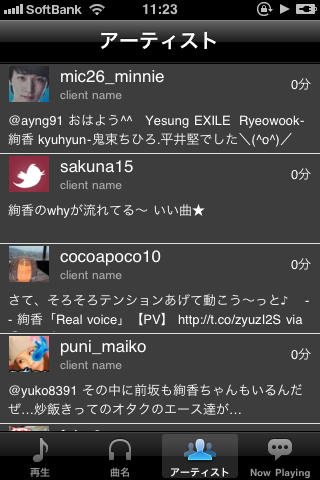 SoftBank 11:23
アーティスト
mic26_minnie
0分
client name
@ayng91 おはよう^^ Yesung EXILE Ryeowook-
絢香 kyuhyun-鬼束ちひろ.平井堅でした＼(^o^)／
sakuna15
0分
client name
絢香のwhyが流れてる〜 いい曲★
cocoapoco10
0分
client name
さて、そろそろテンションあげて動こう〜っと♪ -
- 絢香「Real voice」【PV】 http://t.co/zyuzI2S via
puni_maiko
0分
client name
@yuko8391 その中に前坂も絢香ちゃんもいるんだ
ぜ…炒飯きってのオタクのエース達が…
再生 曲名 アーティスト Now Playing